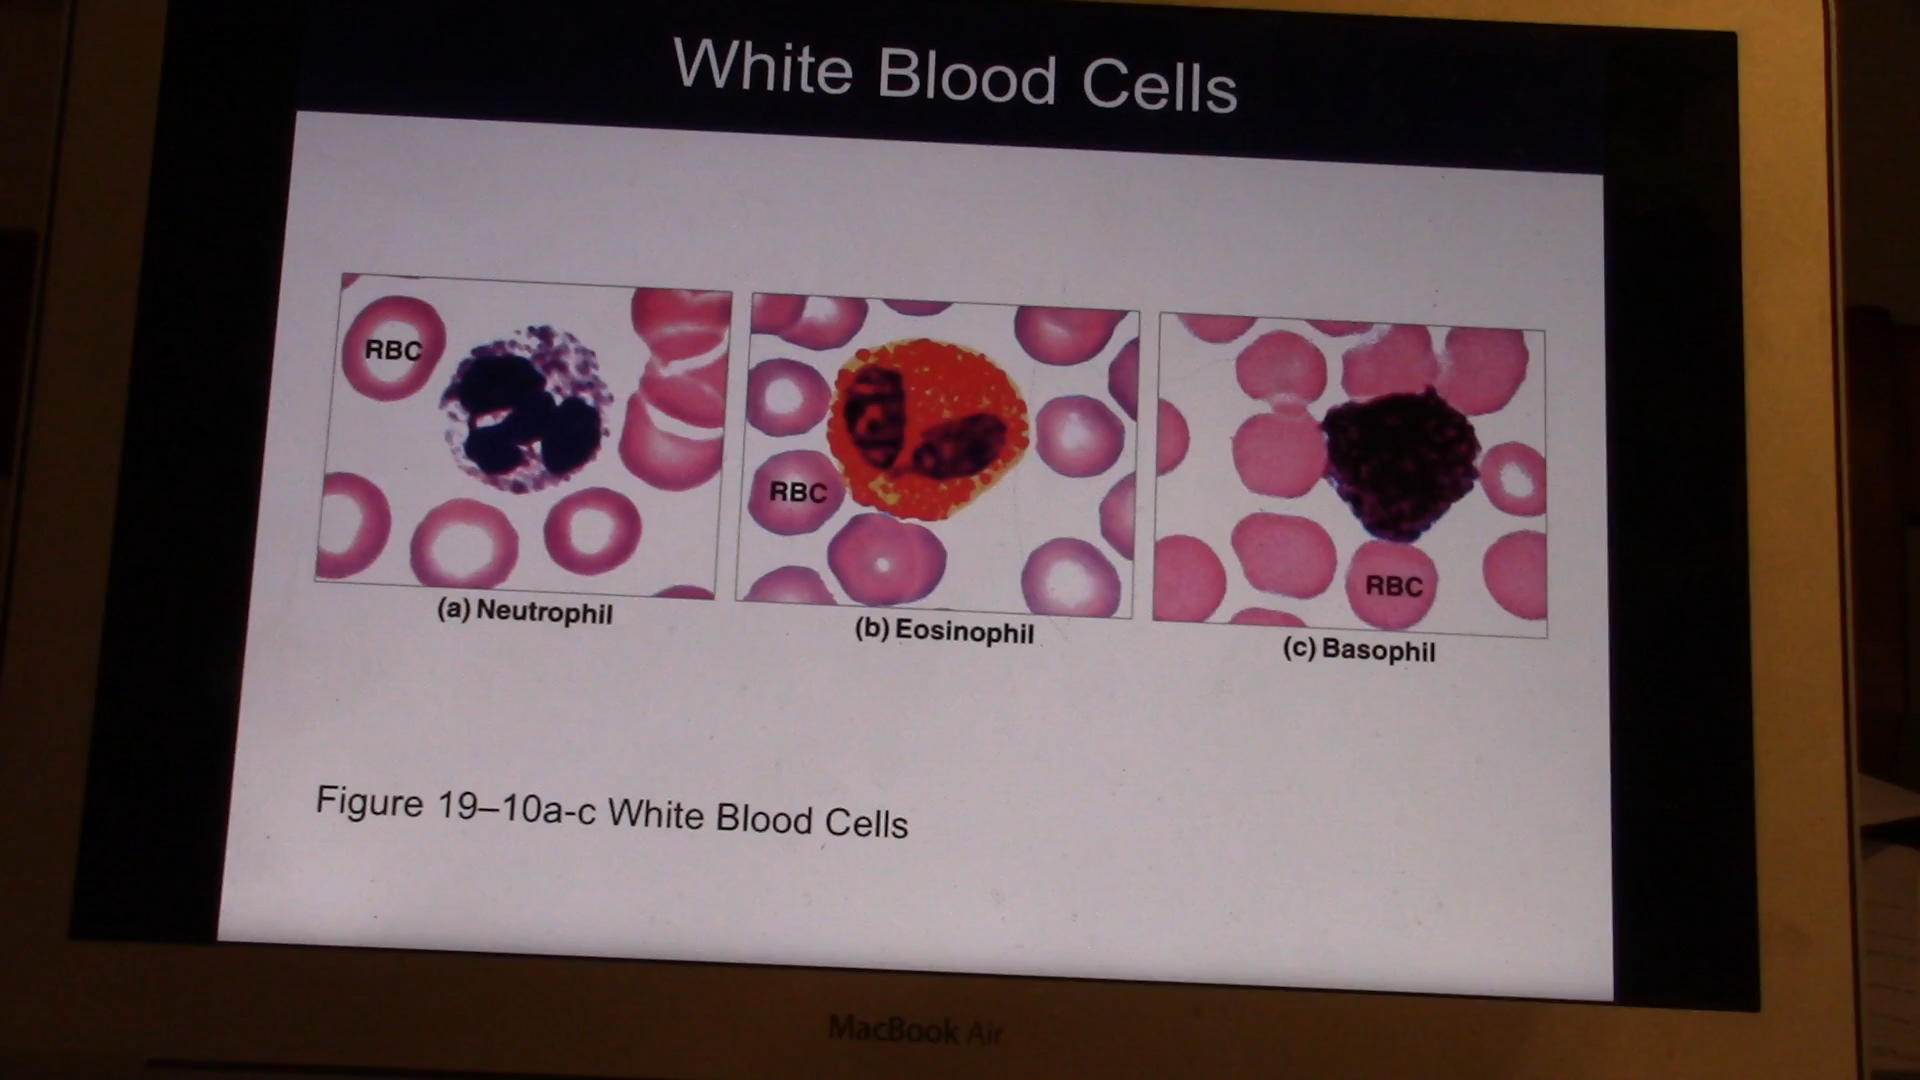 White Blood Cells
RBC
RBC
RBC
(a) Neutrophil
(b) Eosinophil
(c) Basophil
Figure 19–10a-c White Blood Cells
MacBook Air